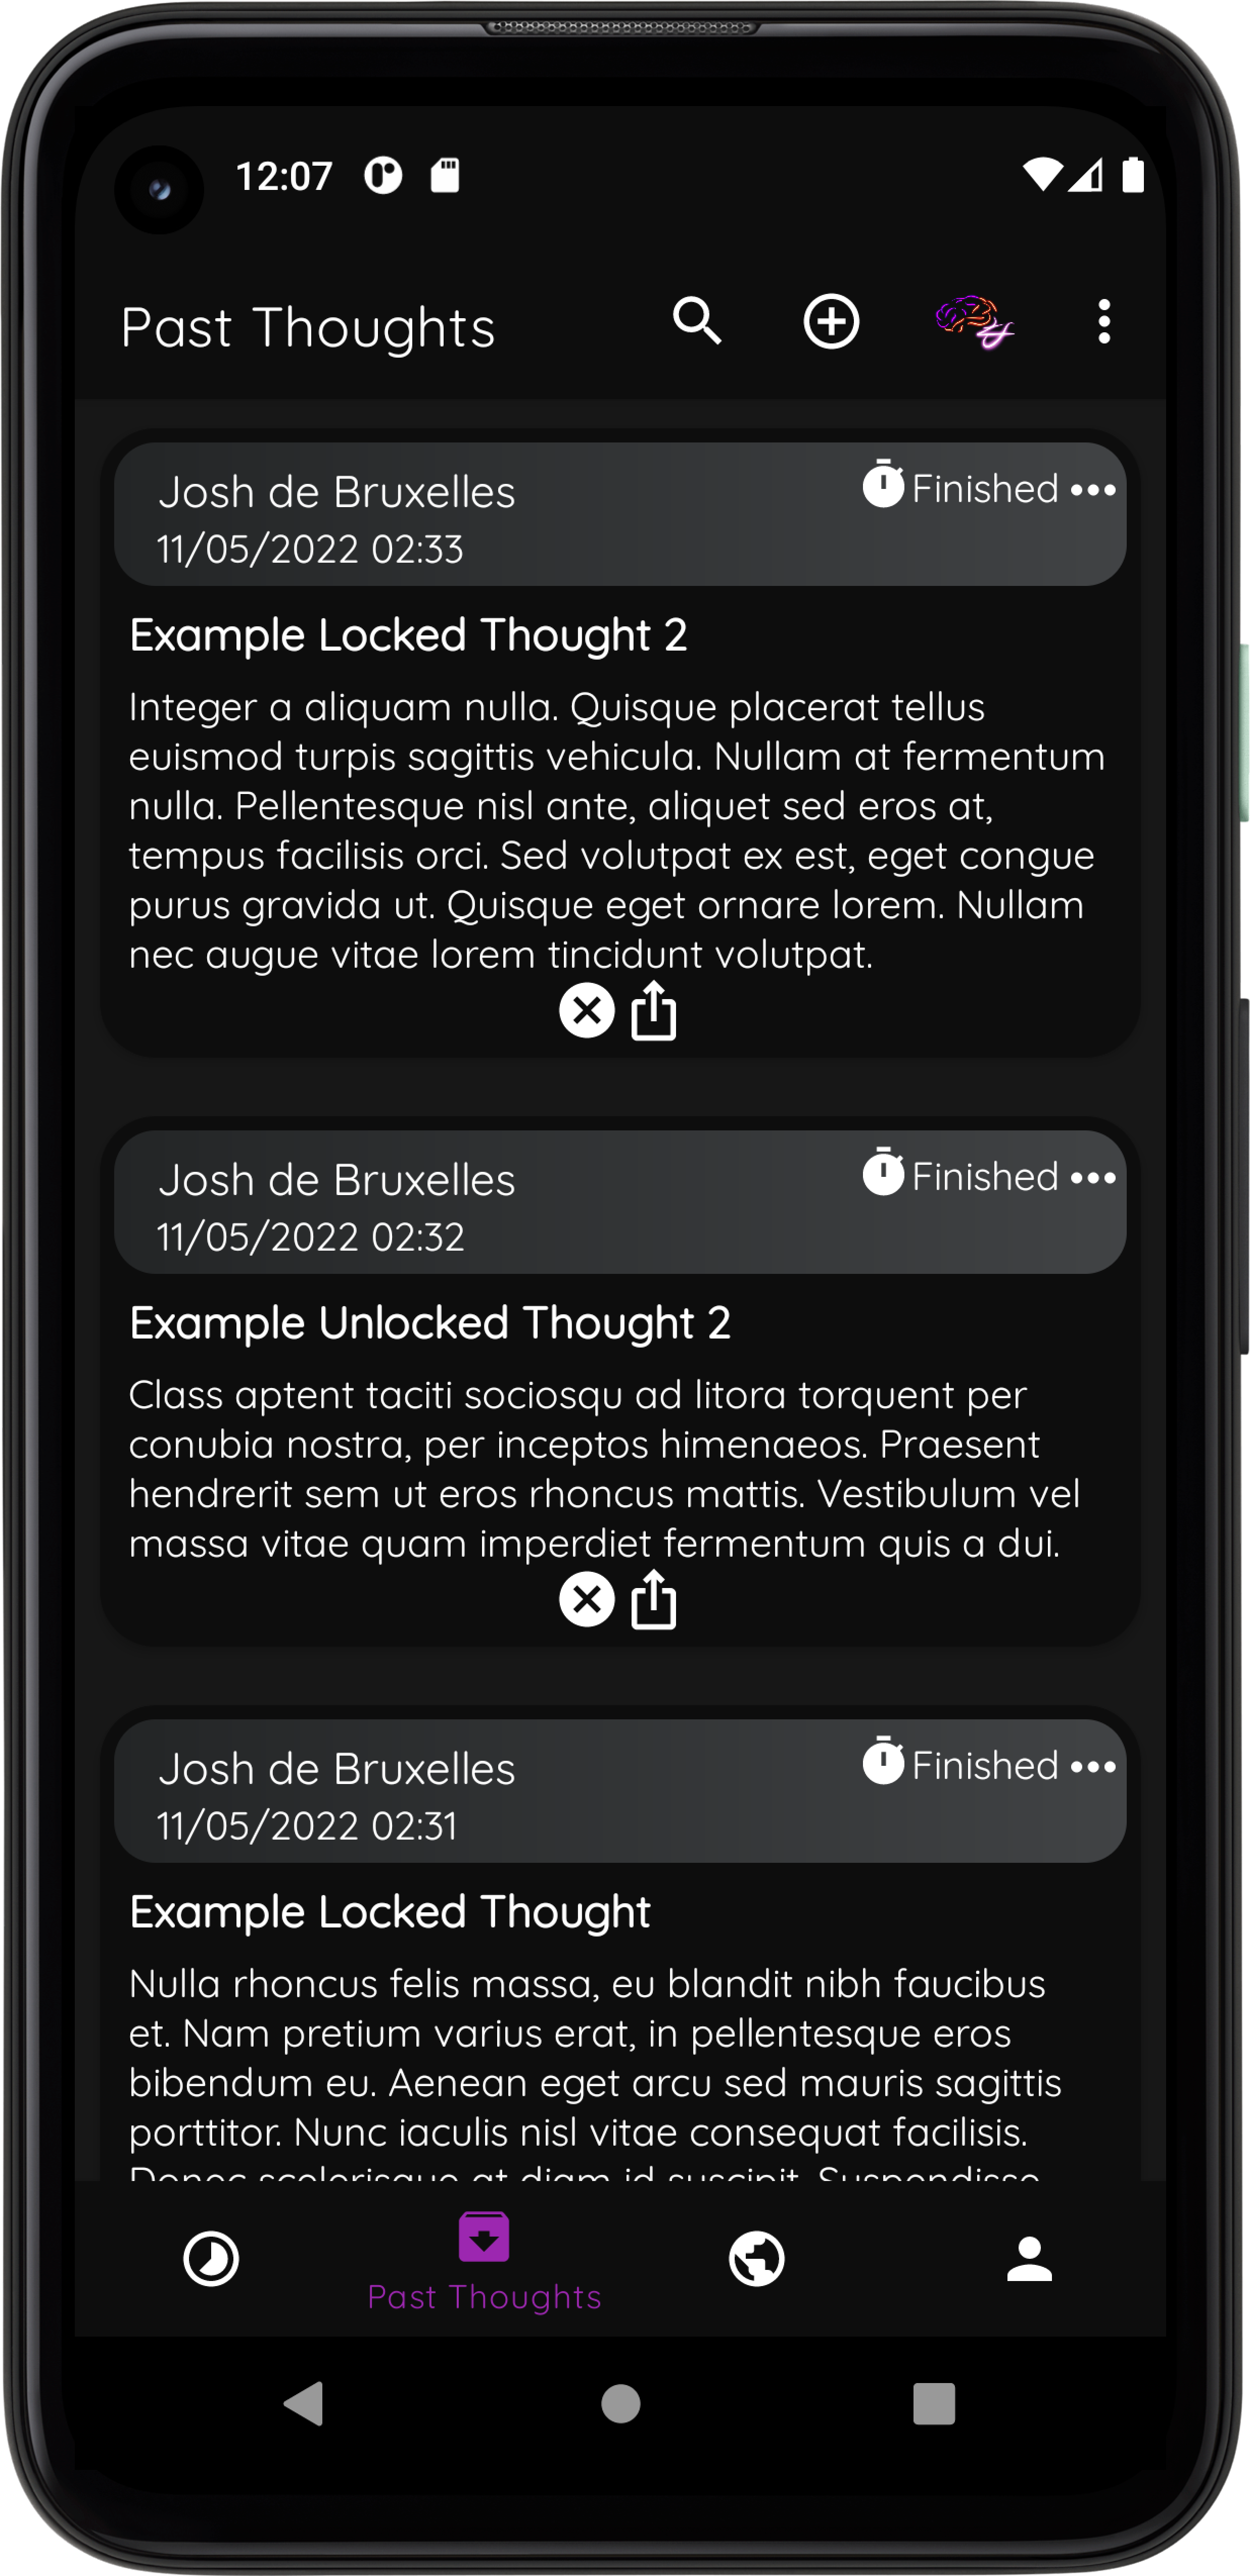 12:07
Past Thoughts
Josh de Bruxelles
Finished
11/05/2022 02:33
Example Locked Thought 2
Integer a aliquam nulla. Quisque placerat tellus
euismod turpis sagittis vehicula. Nullam at fermentum
nulla. Pellentesque nisl ante, aliquet sed eros at,
tempus facilisis orci. Sed volutpat ex est, eget congue
purus gravida ut. Quisque eget ornare lorem. Nullam
nec augue vitae lorem tincidunt volutpat.
Josh de Bruxelles
Finished
11/05/2022 02:32
Example Unlocked Thought 2
Class aptent taciti sociosqu ad litora torquent per
conubia nostra, per inceptos himenaeos. Praesent
hendrerit sem ut eros rhoncus mattis. Vestibulum vel
massa vitae quam imperdiet fermentum quis a dui.
Josh de Bruxelles
Finished
11/05/2022 02:31
Example Locked Thought
Nulla rhoncus felis massa, eu blandit nibh faucibus
et. Nam pretium varius erat, in pellentesque eros
bibendum eu. Aenean eget arcu sed mauris sagittis
porttitor. Nunc iaculis nisl vitae consequat facilisis.
Donec scelerisque at diam id suscipit. Suspendisse
Past Thoughts